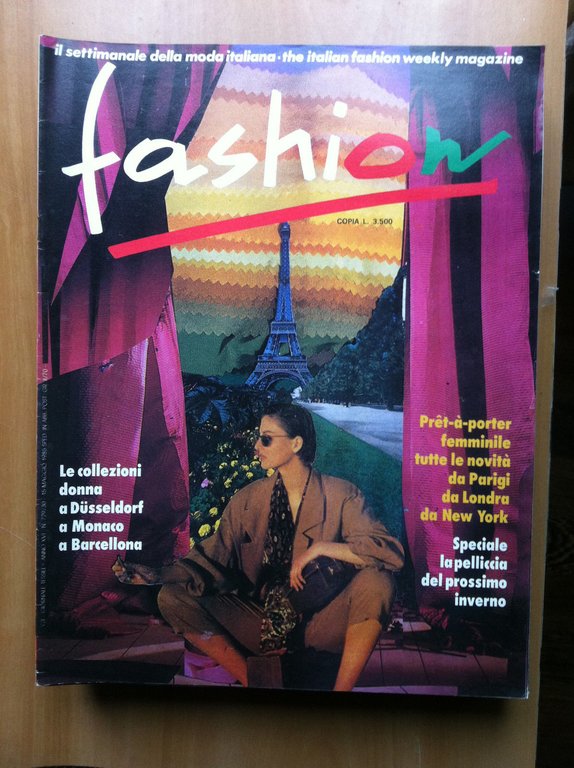 il settimanale della moda italiana · the italian fashion weekly magazine
fashion
COPIA L. 3.500
Prêt-à-porter
femminile
tutte le novità
da Parigi
da Londra
da New York
Le collezioni
donna
a Düsseldorf
a Monaco
a Barcellona
Speciale
la pelliccia
del prossimo
inverno